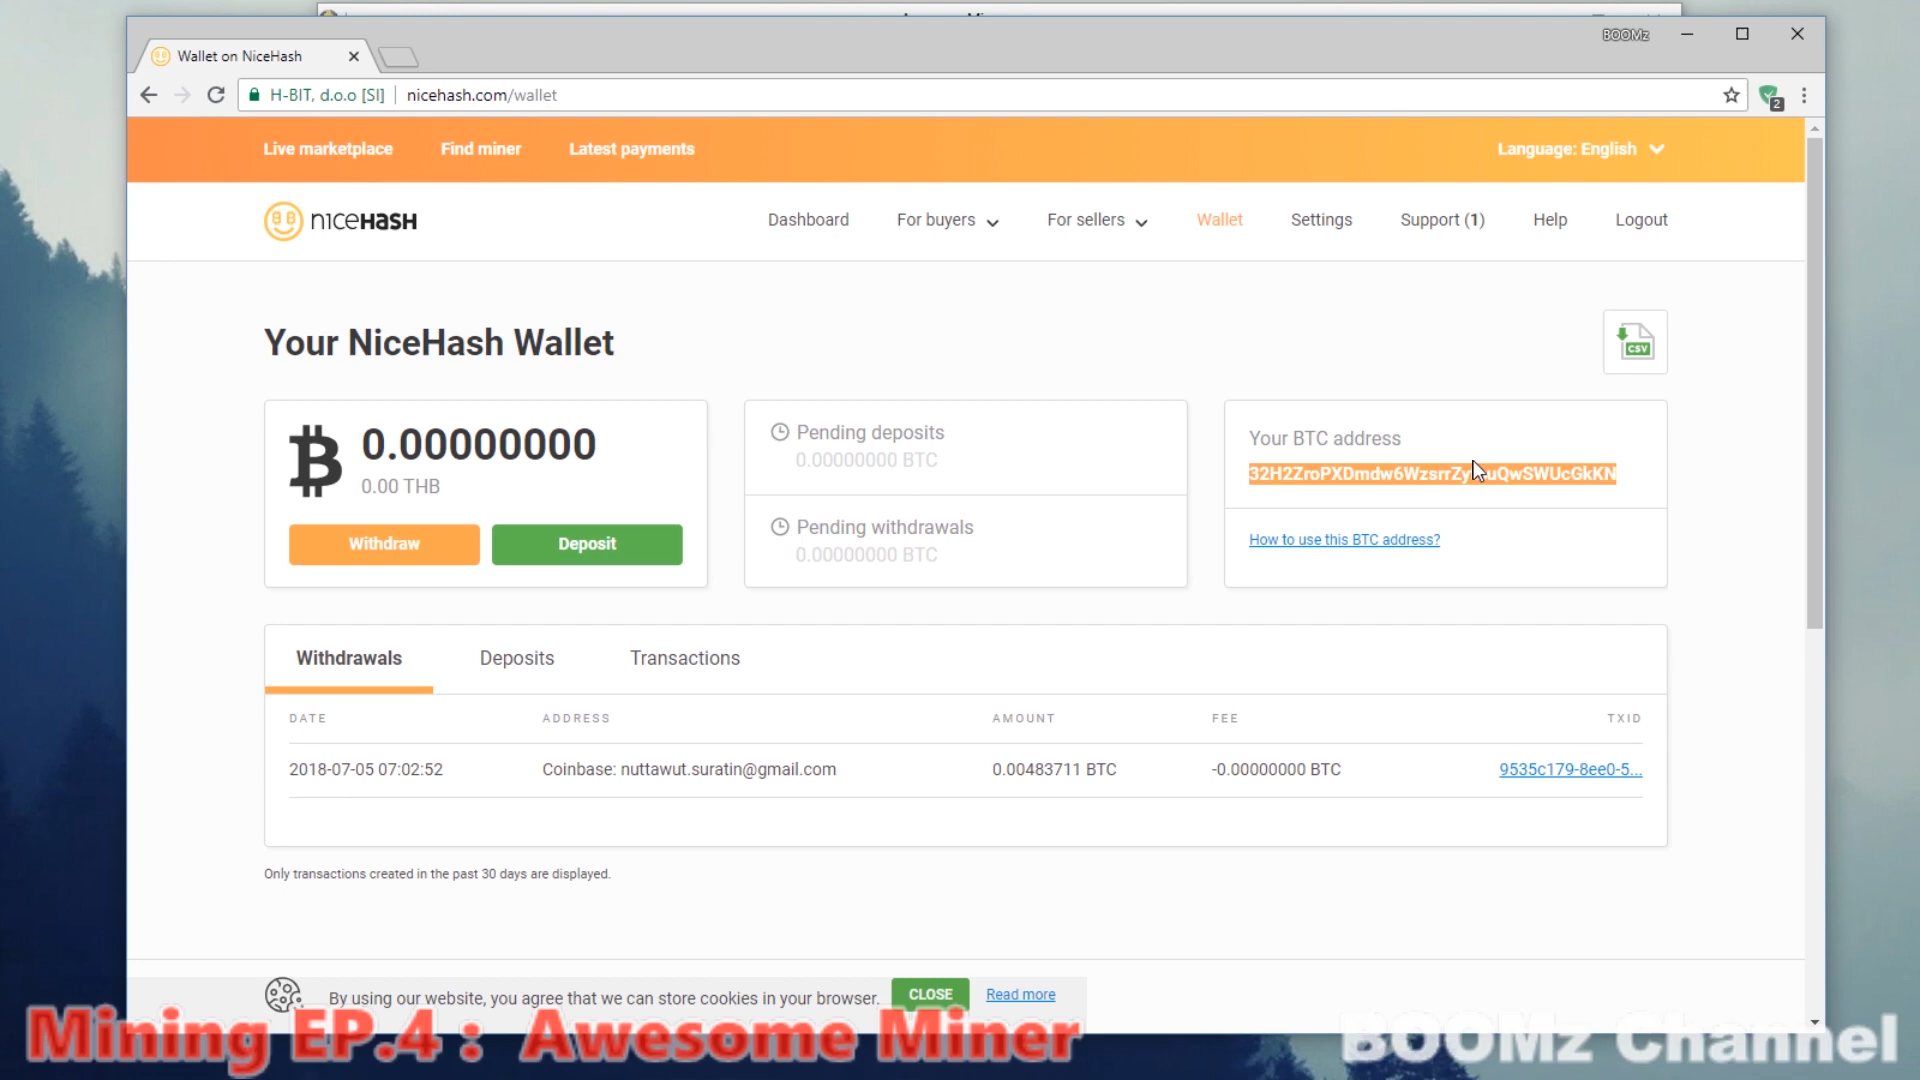 BOOMz
Wallet on NiceHash
H-BIT, d.o.o [SI] nicehash.com/wallet
2
Live marketplace Find miner Latest payments Language: English
nıceHasH Dashboard For buyers For sellers Wallet Settings Support (1) Help Logout
Your NiceHash Wallet
CSV
0.00000000
0.00 THB
Withdraw Deposit
Pending deposits
0.00000000 BTC
Pending withdrawals
0.00000000 BTC
Your BTC address
How to use this BTC address?
Withdrawals Deposits Transactions
DATE ADDRESS AMOUNT FEE TXID
2018-07-05 07:02:52 Coinbase: nuttawut.suratin@gmail.com 0.00483711 BTC -0.00000000 BTC 9535c179-8ee0-5...
Only transactions created in the past 30 days are displayed.
By using our website, you agree that we can store cookies in your browser. CLOSE Read more
Mining EP.4 : Awesome Miner
BOOMz Channel